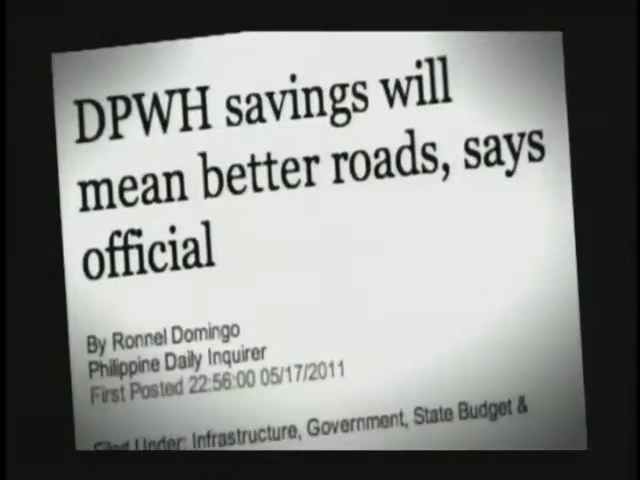 DPWH savings will
mean better roads, says
official
By Ronnel Domingo
Philippine Daily Inquirer
First Posted 22:56:00 05/17/2011
Filed Under: Infrastructure, Government, State Budget &